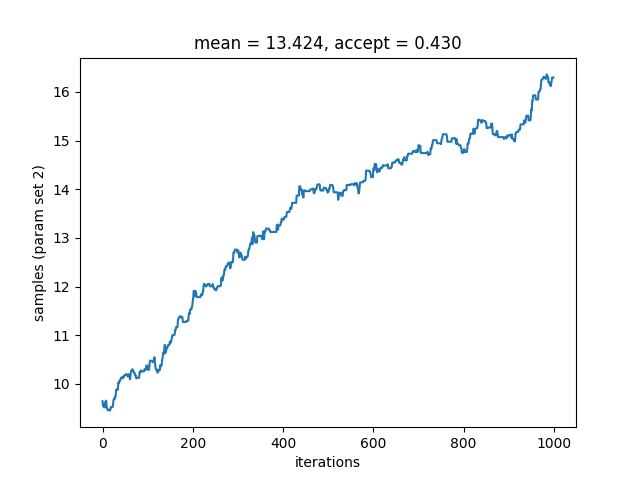 mean = 13.424, accept = 0.430
samples (param set 2)
16
15
14
13
12
11
10
0 200 400 600 800 1000
iterations